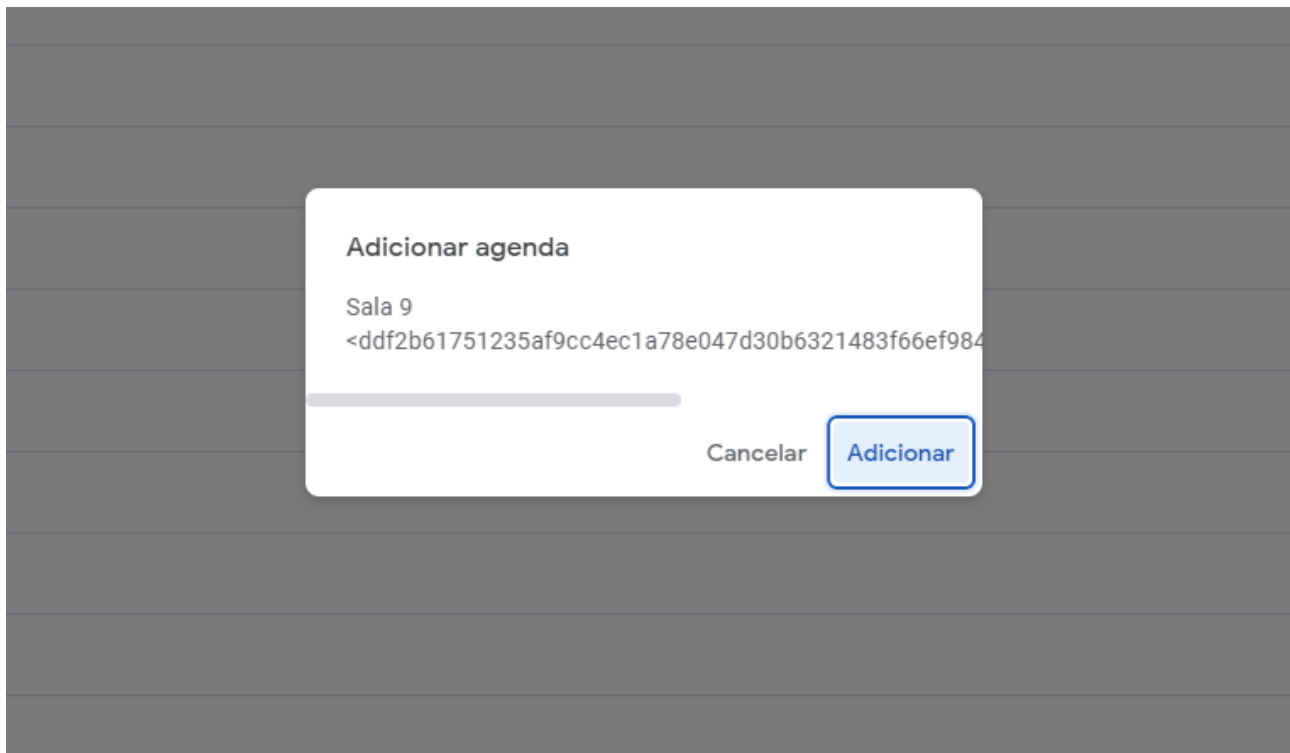 Adicionar agenda
Sala 9
<ddf2b61751235af9cc4ec1a78e047d30b6321483f66ef984
Cancelar
Adicionar